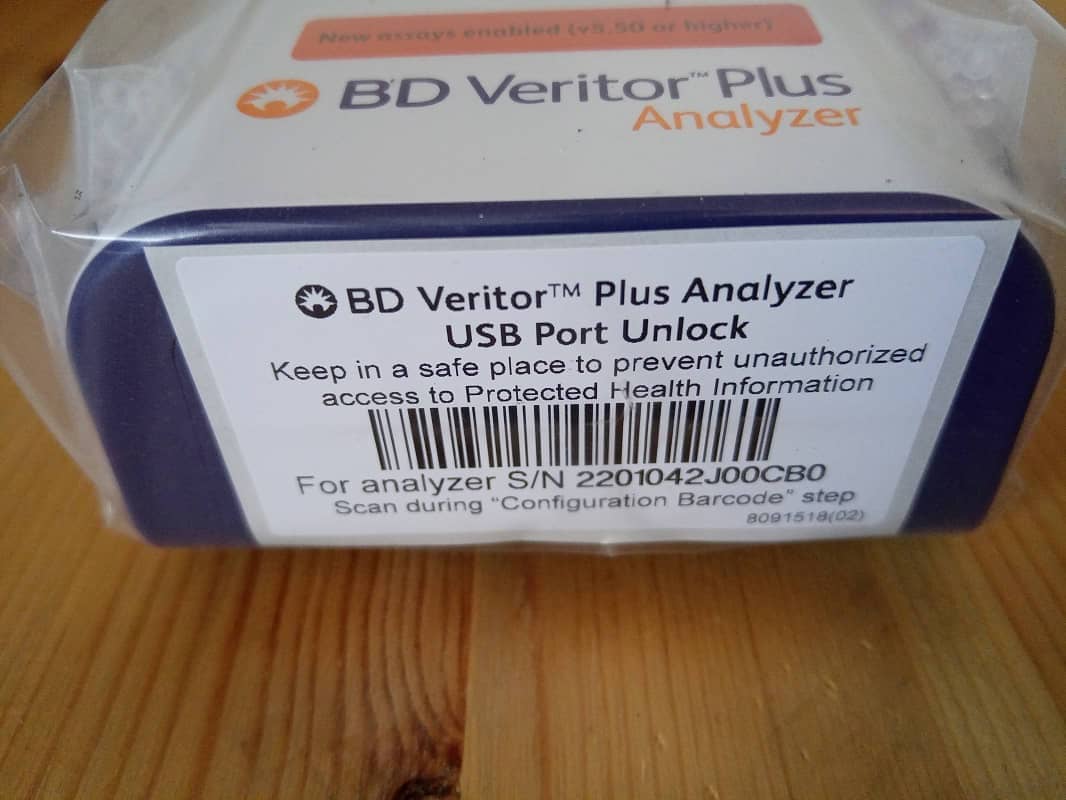 New assays enabled (v5.50 or higher)
BD Veritor™ Plus
Analyzer
BD Veritor™ Plus Analyzer
USB Port Unlock
Keep in a safe place to prevent unauthorized
access to Protected Health Information
For analyzer S/N 2201042J00CB0
Scan during “Configuration Barcode” step
8091518(02)